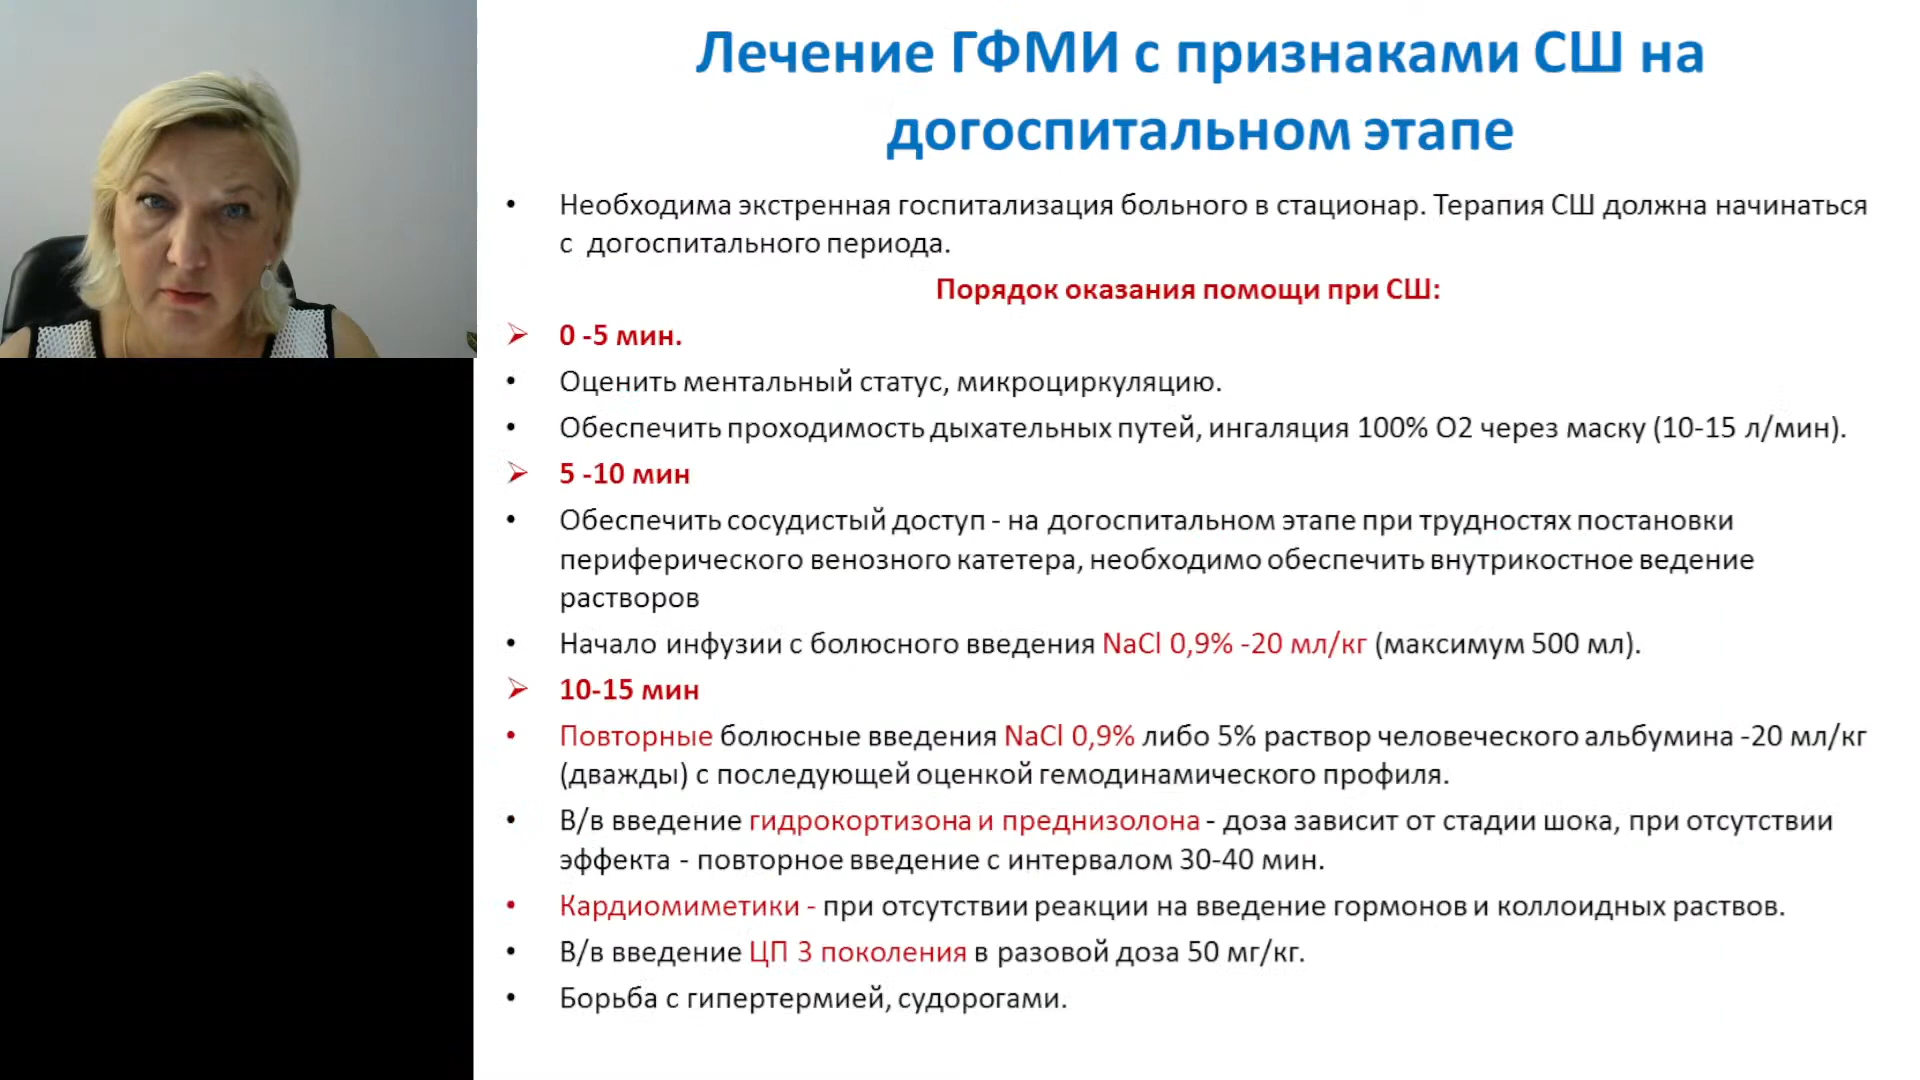 Лечение ГФМИ с признаками СШ на
догоспитальном этапе
• Необходима экстренная госпитализация больного в стационар. Терапия СШ должна начинаться
с догоспитального периода.
Порядок оказания помощи при СШ:
➢ 0 -5 мин.
• Оценить ментальный статус, микроциркуляцию.
• Обеспечить проходимость дыхательных путей, ингаляция 100% О2 через маску (10-15 л/мин).
➢ 5 -10 мин
• Обеспечить сосудистый доступ - на догоспитальном этапе при трудностях постановки
периферического венозного катетера, необходимо обеспечить внутрикостное ведение
растворов
• Начало инфузии с болюсного введения NaCl 0,9% -20 мл/кг (максимум 500 мл).
➢ 10-15 мин
• Повторные болюсные введения NaCl 0,9% либо 5% раствор человеческого альбумина -20 мл/кг
(дважды) с последующей оценкой гемодинамического профиля.
• В/в введение гидрокортизона и преднизолона - доза зависит от стадии шока, при отсутствии
эффекта - повторное введение с интервалом 30-40 мин.
• Кардиомиметики - при отсутствии реакции на введение гормонов и коллоидных раствов.
• В/в введение ЦП 3 поколения в разовой доза 50 мг/кг.
• Борьба с гипертермией, судорогами.